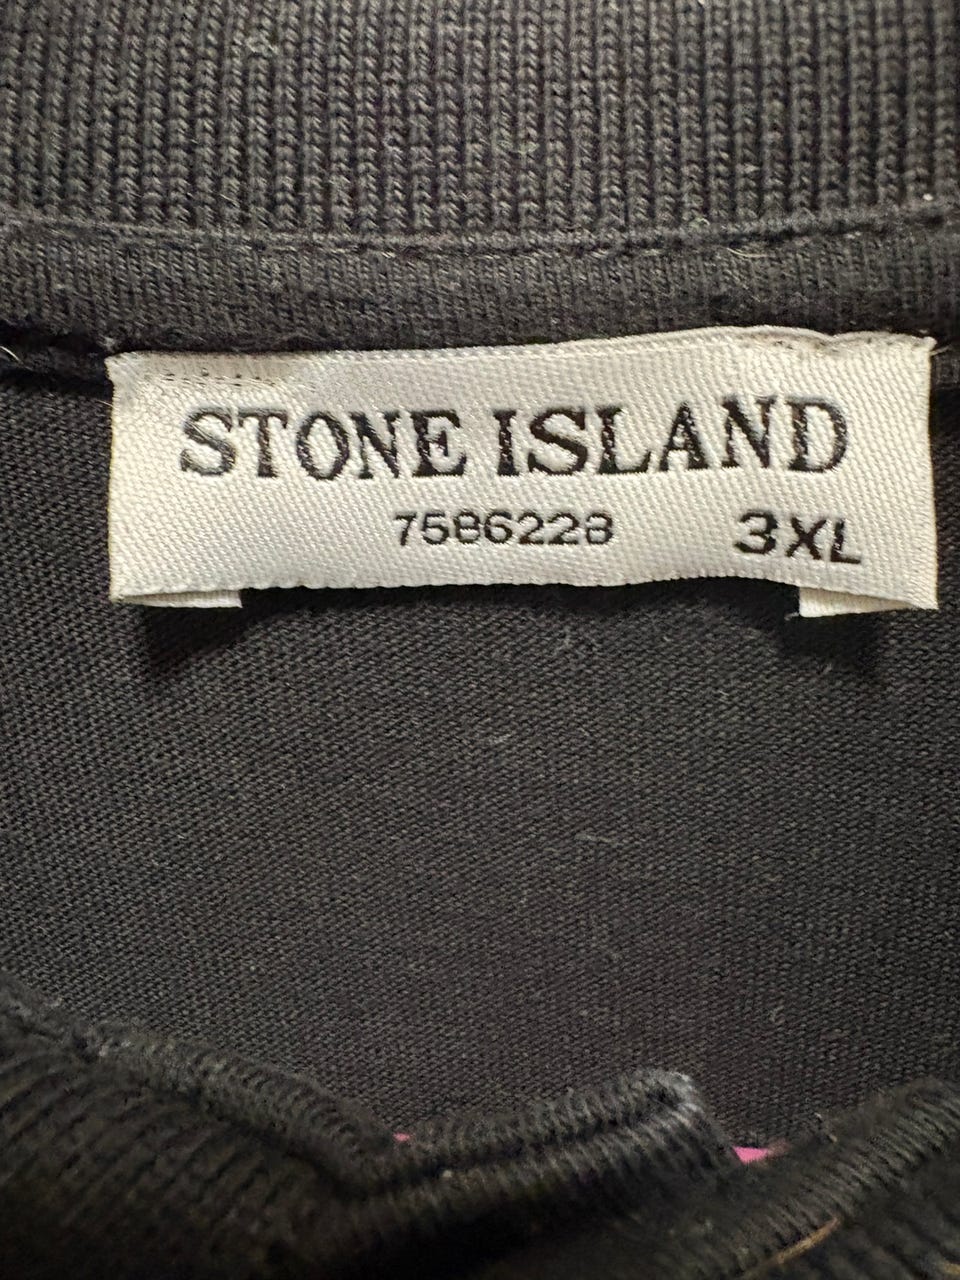 STONE ISLAND
7586228 3XL